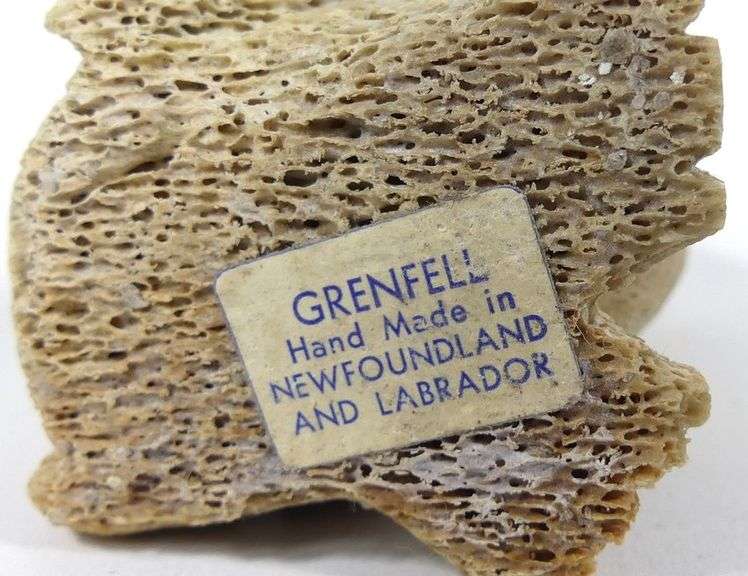 GRENFELL
Hand Made in
NEWFOUNDLAND
AND LABRADOR